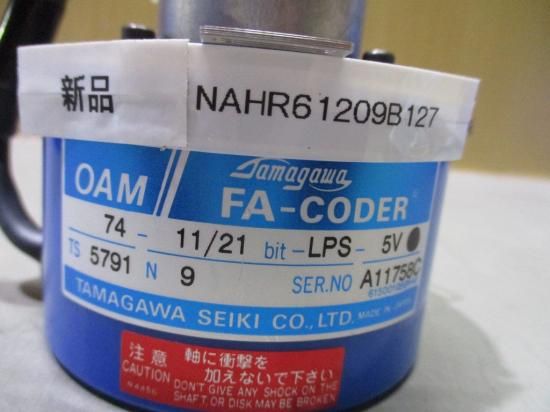 新品 NAHR61209B127
OAM Tamagawa
FA-CODER
74 - 11/21 bit - LPS - 5V
TS 5791 N 9 SER.NO A11758C
TAMAGAWA SEIKI CO., LTD. MADE IN JAPAN
注意 軸に衝撃を
CAUTION 加えないで下さい
DON'T GIVE ANY SHOCK ON THE
SHAFT, OR DISK MAY BE BROKEN